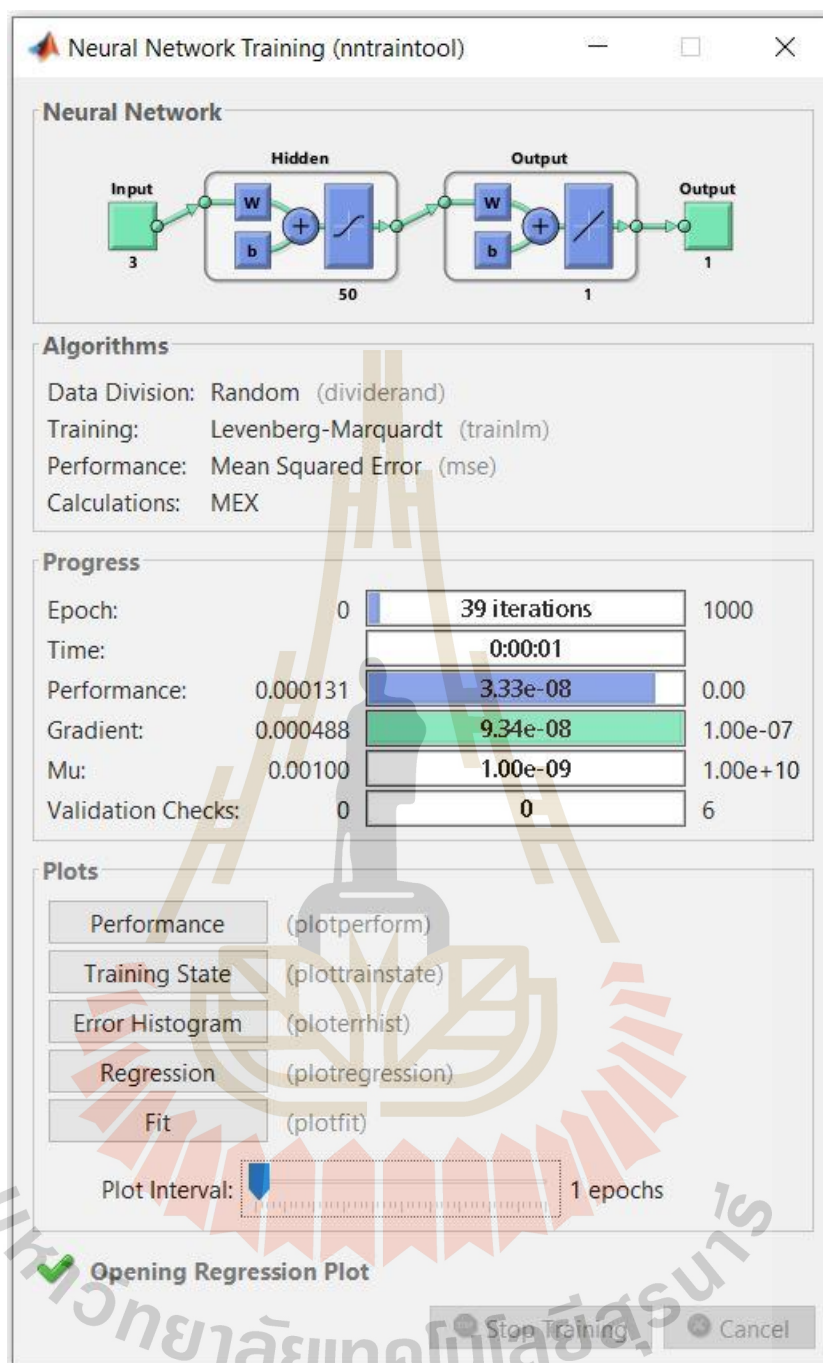 Neural Network Training (nntraintool)
Neural Network
Hidden
Output
Input
Output
W
W
+
+
b
b
3
50
1
1
Algorithms
Data Division: Random (dividerand)
Training: Levenberg-Marquardt (trainlm)
Performance: Mean Squared Error (mse)
Calculations: MEX
Progress
Epoch: 0 39 iterations 1000
Time: 0:00:01
Performance: 0.000131 3.33e-08 0.00
Gradient: 0.000488 9.34e-08 1.00e-07
Mu: 0.00100 1.00e-09 1.00e+10
Validation Checks: 0 0 6
Plots
Performance (plotperform)
Training State (plottrainstate)
Error Histogram (ploterrhist)
Regression (plotregression)
Fit (plotfit)
Plot Interval: 1 epochs
Opening Regression Plot
Stop Training Cancel